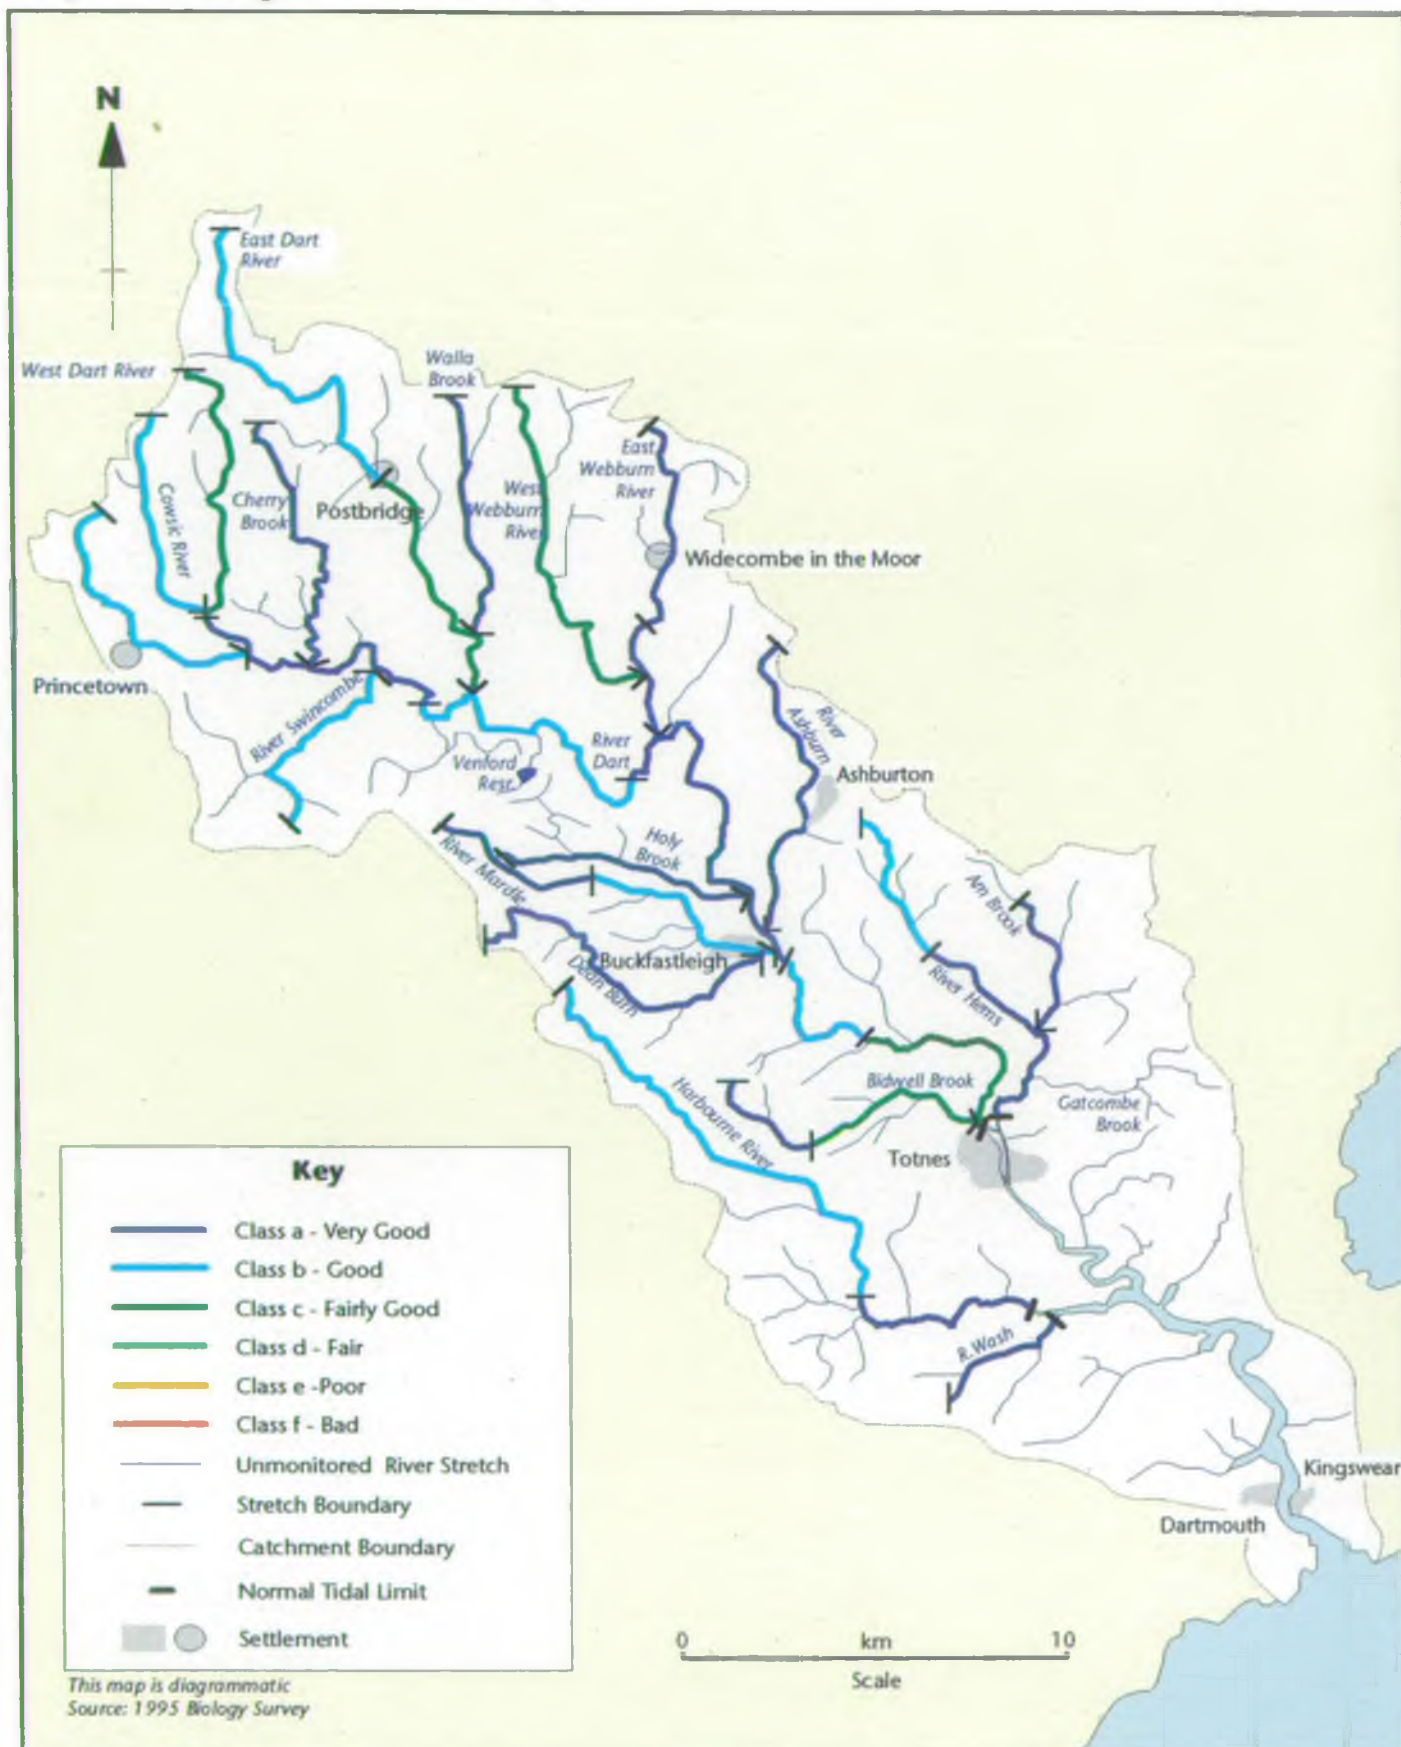 N
East Dart
River
West Dart River
Walla
Brook
East
Webburn
River
West
Webburn
River
Cowsic River
Cherry
Brook
Postbridge
Widecombe in the Moor
Princetown
River Swincombe
Venford
Resr.
River
Dart
River
Ashburn
Ashburton
Holy
Brook
River Mardle
Am Brook
Buckfastleigh
Dean Burn
River Hems
Bidwell Brook
Harbourne River
Gatcombe
Brook
Totnes
R.Wash
Kingswear
Dartmouth
Key
Class a - Very Good
Class b - Good
Class c - Fairly Good
Class d - Fair
Class e -Poor
Class f - Bad
Unmonitored River Stretch
Stretch Boundary
Catchment Boundary
Normal Tidal Limit
Settlement
0 km 10
Scale
This map is diagrammatic
Source: 1995 Biology Survey